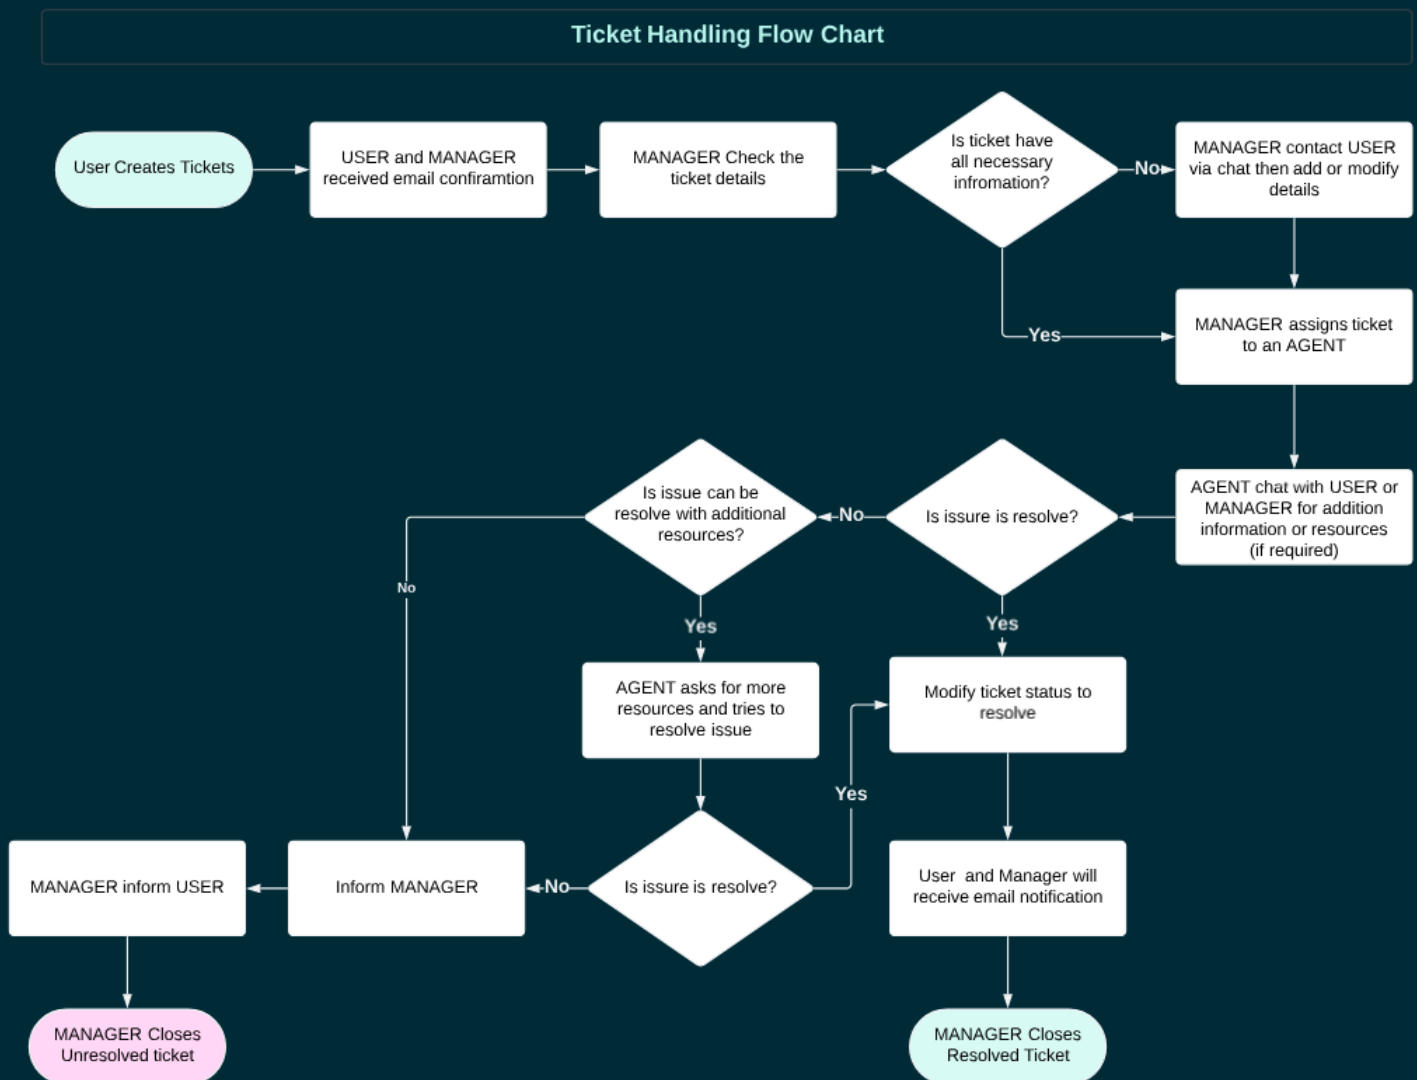 Ticket Handling Flow Chart
User Creates Tickets
USER and MANAGER
received email confiramtion
MANAGER Check the
ticket details
Is ticket have
all necessary
infromation?
No
MANAGER contact USER
via chat then add or modify
details
Yes
MANAGER assigns ticket
to an AGENT
AGENT chat with USER or
MANAGER for addition
information or resources
(if required)
Is issure is resolve?
No
Is issue can be
resolve with additional
resources?
No
Yes
Yes
AGENT asks for more
resources and tries to
resolve issue
Modify ticket status to
resolve
Yes
Is issure is resolve?
No
Inform MANAGER
MANAGER inform USER
User  and Manager will
receive email notification
MANAGER Closes
Unresolved ticket
MANAGER Closes
Resolved Ticket